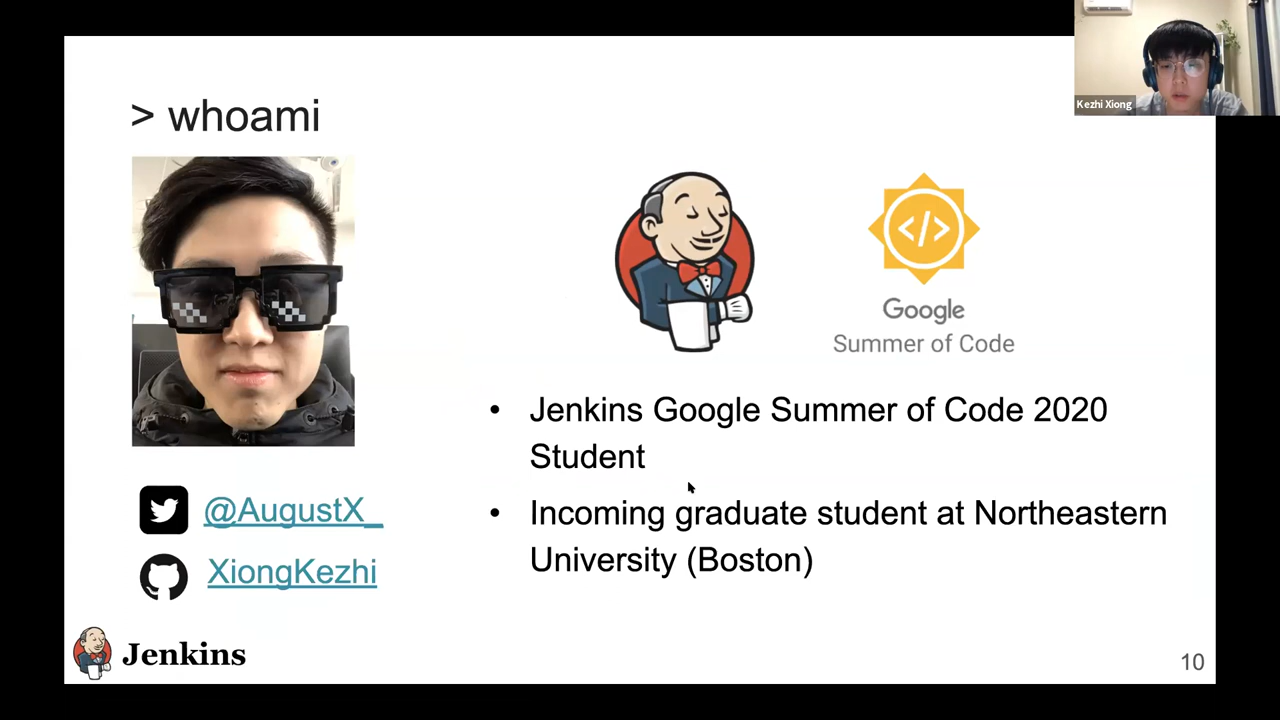 Kezhi Xiong
> whoami
</>
Google
Summer of Code
• Jenkins Google Summer of Code 2020
Student
• Incoming graduate student at Northeastern
University (Boston)
@AugustX_
XiongKezhi
Jenkins
10